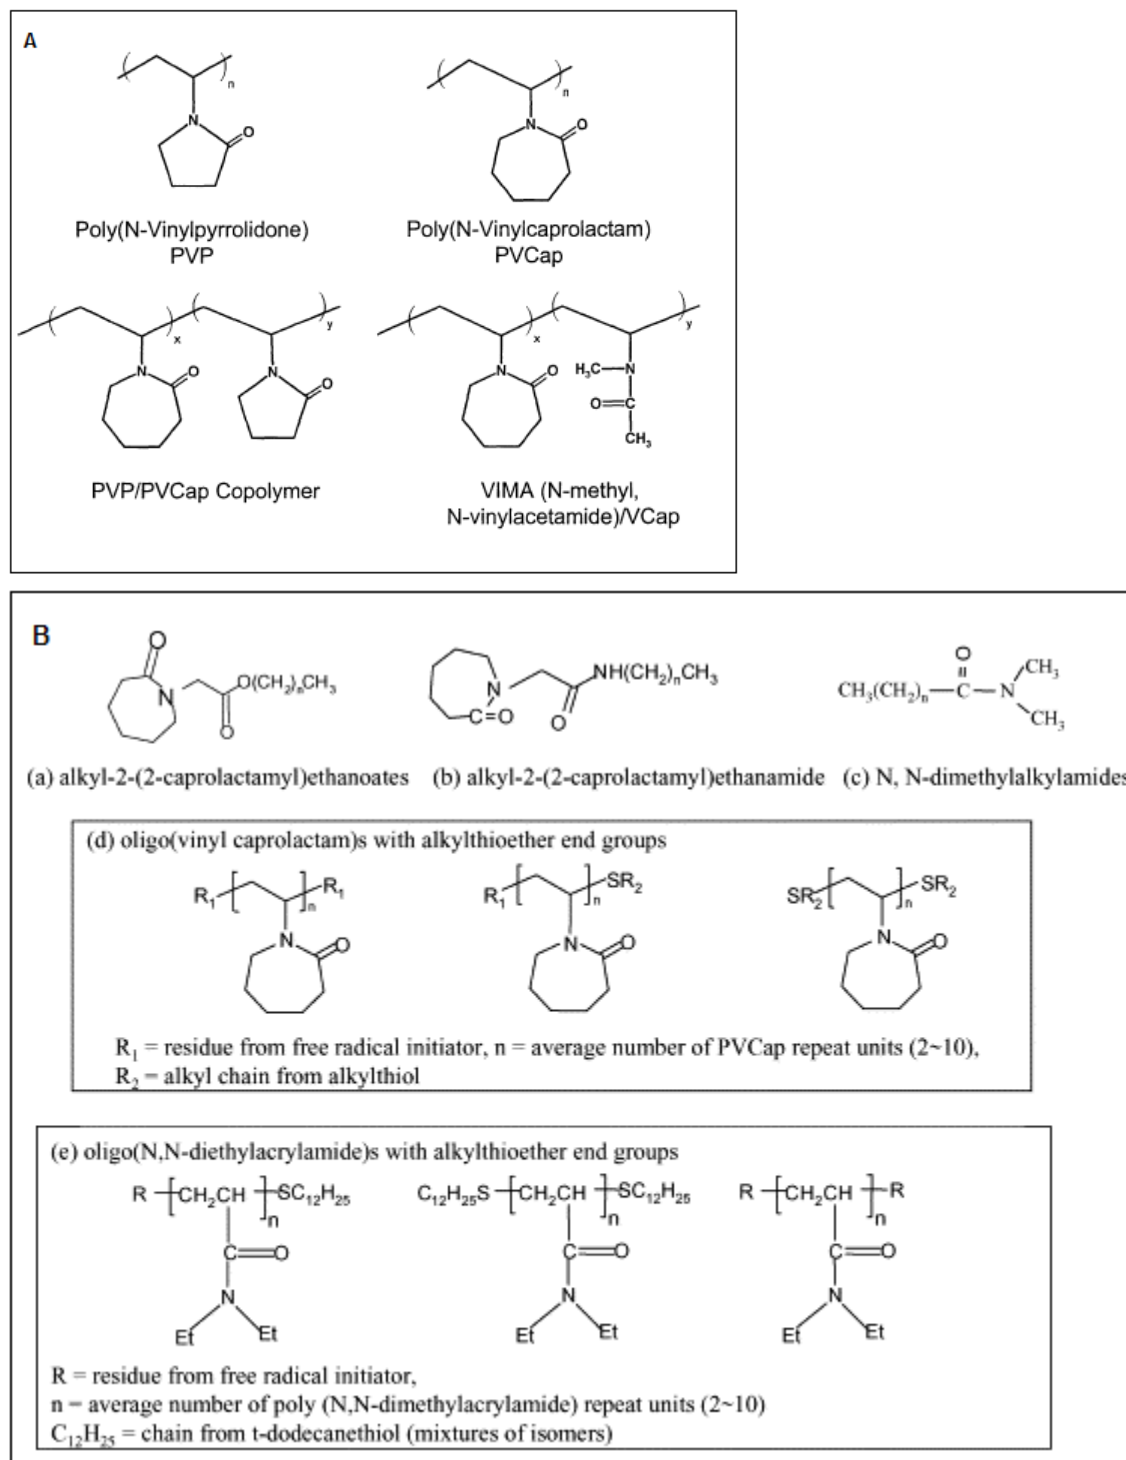 A
n
n
N
O
N
O
Poly(N-Vinylpyrrolidone)
PVP
Poly(N-Vinylcaprolactam)
PVCap
x
y
x
y
N
O
N
O
N
O
H₃C—N
O=C
CH₃
PVP/PVCap Copolymer
VIMA (N-methyl,
N-vinylacetamide)/VCap
B
O
N
O(CH₂)ₙCH₃
O
N
C=O
NH(CH₂)ₙCH₃
O
O
CH₃(CH₂)ₙ—C—N
CH₃
CH₃
(a) alkyl-2-(2-caprolactamyl)ethanoates
(b) alkyl-2-(2-caprolactamyl)ethanamide
(c) N, N-dimethylalkylamides
(d) oligo(vinyl caprolactam)s with alkylthioether end groups
R₁ [ ]ₙ R₁
R₁ [ ]ₙ SR₂
SR₂ [ ]ₙ SR₂
N
O
N
O
N
O
R₁ = residue from free radical initiator, n = average number of PVCap repeat units (2~10),
R₂ = alkyl chain from alkylthiol
(e) oligo(N,N-diethylacrylamide)s with alkylthioether end groups
R [CH₂CH]ₙ SC₁₂H₂₅
C₁₂H₂₅S [CH₂CH]ₙ SC₁₂H₂₅
R [CH₂CH]ₙ R
C=O
C=O
C=O
N
N
N
Et Et
Et Et
Et Et
R = residue from free radical initiator,
n = average number of poly (N,N-dimethylacrylamide) repeat units (2~10)
C₁₂H₂₅ = chain from t-dodecanethiol (mixtures of isomers)